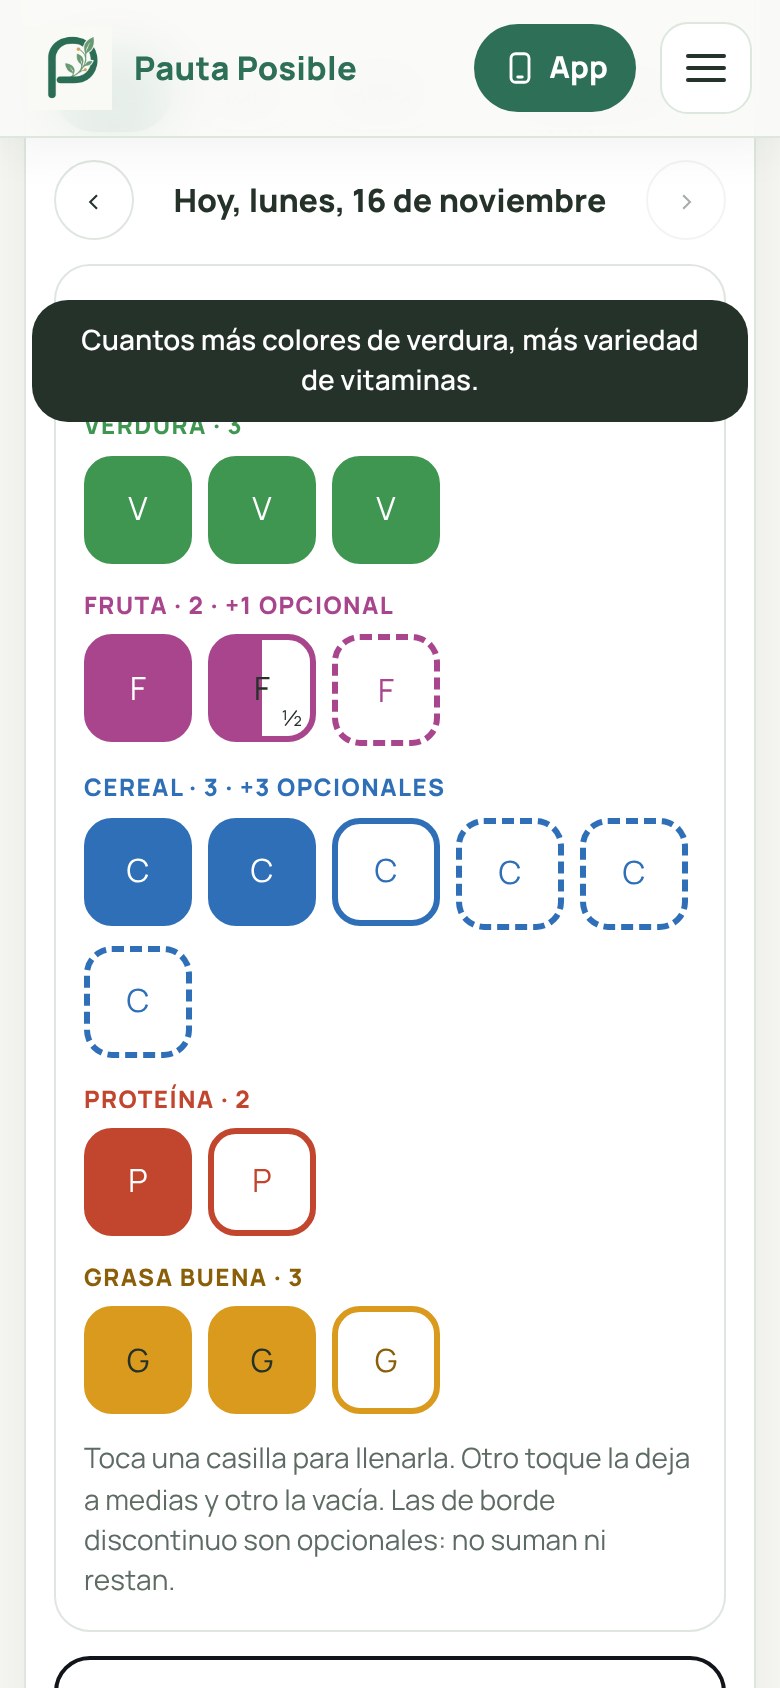 Pauta Posible
App
Hoy, lunes, 16 de noviembre
Cuantos más colores de verdura, más variedad
de vitaminas.
VERDURA · 3
V V V
FRUTA · 2 · +1 OPCIONAL
F F ½ F
CEREAL · 3 · +3 OPCIONALES
C C C C C
C
PROTEÍNA · 2
P P
GRASA BUENA · 3
G G G
Toca una casilla para llenarla. Otro toque la deja
a medias y otro la vacía. Las de borde
discontinuo son opcionales: no suman ni
restan.